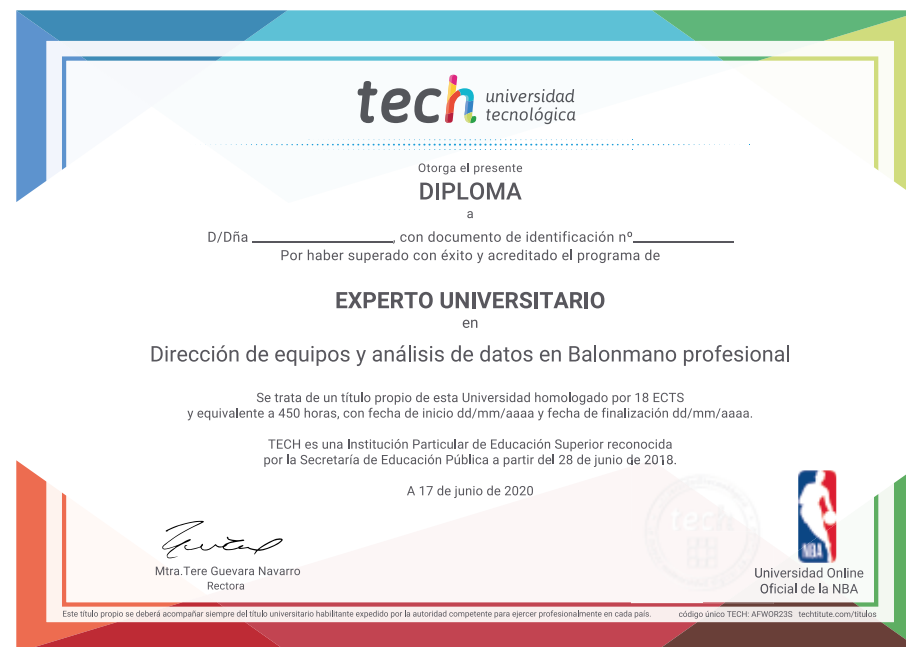 tech universidad
tecnológica
Otorga el presente
DIPLOMA
a
D/Dña ____________________, con documento de identificación nº______________
Por haber superado con éxito y acreditado el programa de
EXPERTO UNIVERSITARIO
en
Dirección de equipos y análisis de datos en Balonmano profesional
Se trata de un título propio de esta Universidad homologado por 18 ECTS
y equivalente a 450 horas, con fecha de inicio dd/mm/aaaa y fecha de finalización dd/mm/aaaa.
TECH es una Institución Particular de Educación Superior reconocida
por la Secretaría de Educación Pública a partir del 28 de junio de 2018.
A 17 de junio de 2020
tech
NBA
Mtra.Tere Guevara Navarro
Rectora
Universidad Online
Oficial de la NBA
Este título propio se deberá acompañar siempre del título universitario habilitante expedido por la autoridad competente para ejercer profesionalmente en cada país. código único TECH: AFWOR23S techtitute.com/titulos